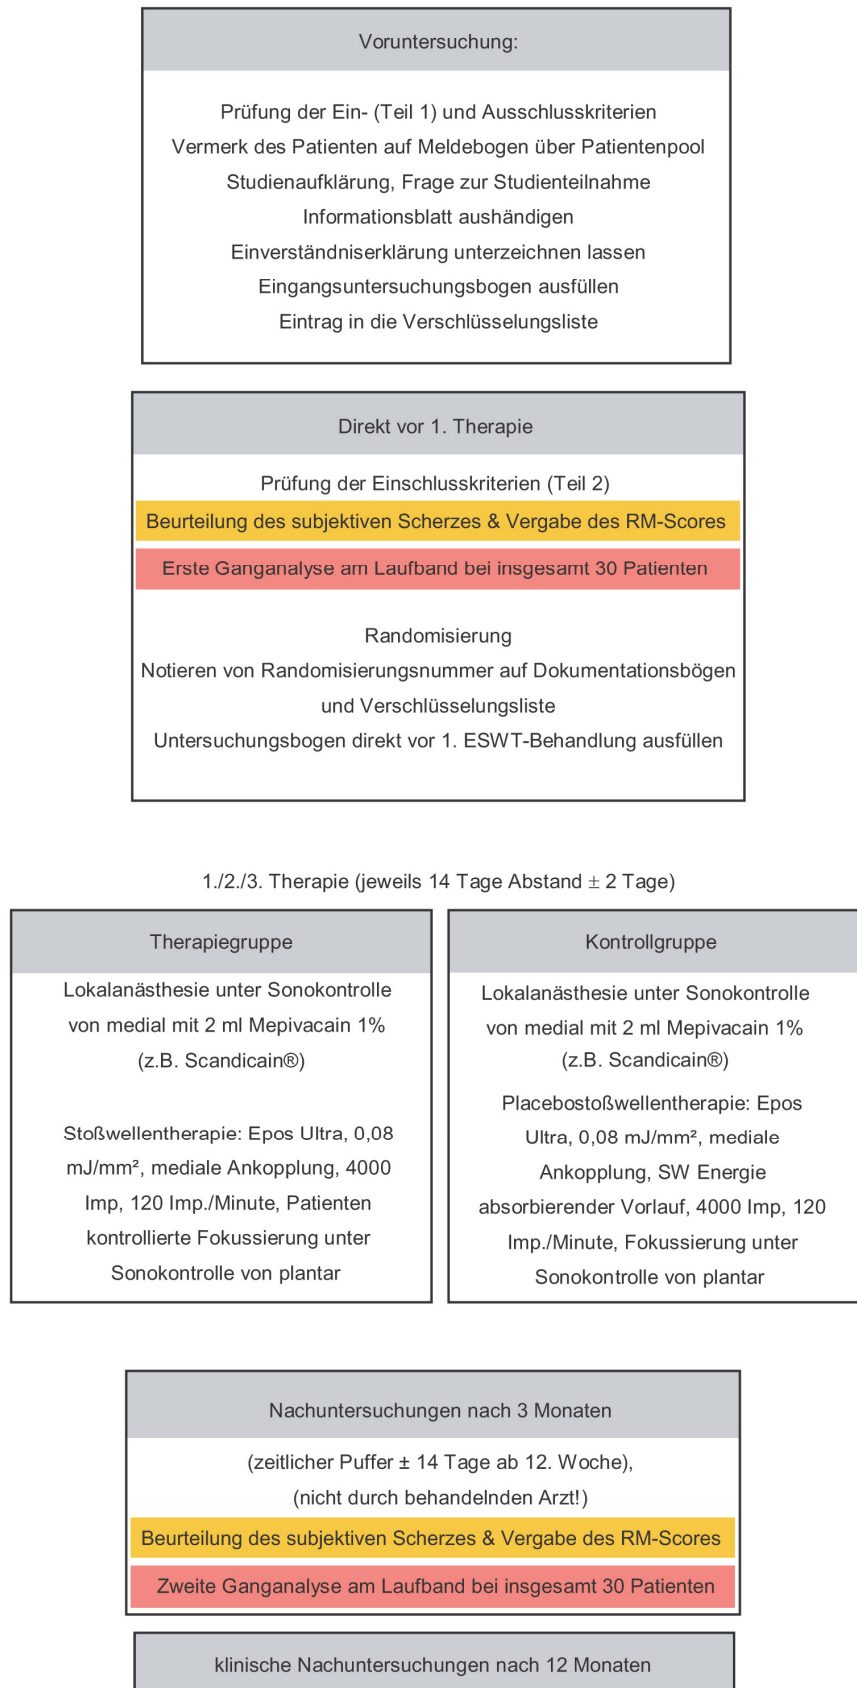 Voruntersuchung:
Prüfung der Ein- (Teil 1) und Ausschlusskriterien
Vermerk des Patienten auf Meldebogen über Patientenpool
Studienaufklärung, Frage zur Studienteilnahme
Informationsblatt aushändigen
Einverständniserklärung unterzeichnen lassen
Eingangsuntersuchungsbogen ausfüllen
Eintrag in die Verschlüsselungsliste
Direkt vor 1. Therapie
Prüfung der Einschlusskriterien (Teil 2)
Beurteilung des subjektiven Scherzes & Vergabe des RM-Scores
Erste Ganganalyse am Laufband bei insgesamt 30 Patienten
Randomisierung
Notieren von Randomisierungsnummer auf Dokumentationsbögen
und Verschlüsselungsliste
Untersuchungsbogen direkt vor 1. ESWT-Behandlung ausfüllen
1./2./3. Therapie (jeweils 14 Tage Abstand ± 2 Tage)
Therapiegruppe
Lokalanästhesie unter Sonokontrolle
von medial mit 2 ml Mepivacain 1%
(z.B. Scandicain®)
Stoßwellentherapie: Epos Ultra, 0,08
mJ/mm², mediale Ankopplung, 4000
Imp, 120 Imp./Minute, Patienten
kontrollierte Fokussierung unter
Sonokontrolle von plantar
Kontrollgruppe
Lokalanästhesie unter Sonokontrolle
von medial mit 2 ml Mepivacain 1%
(z.B. Scandicain®)
Placebostoßwellentherapie: Epos
Ultra, 0,08 mJ/mm², mediale
Ankopplung, SW Energie
absorbierender Vorlauf, 4000 Imp, 120
Imp./Minute, Fokussierung unter
Sonokontrolle von plantar
Nachuntersuchungen nach 3 Monaten
(zeitlicher Puffer ± 14 Tage ab 12. Woche),
(nicht durch behandelnden Arzt!)
Beurteilung des subjektiven Scherzes & Vergabe des RM-Scores
Zweite Ganganalyse am Laufband bei insgesamt 30 Patienten
klinische Nachuntersuchungen nach 12 Monaten